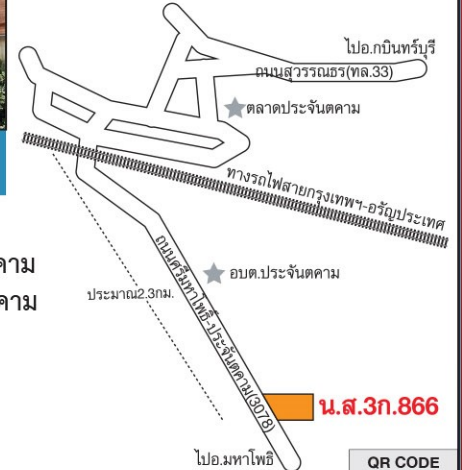 ไปอ.กบินทร์บุรี
ถนนสุวรรณธร(ทล.33)
ตลาดประจันตคาม
ทางรถไฟสายกรุงเทพฯ-อรัญประเทศ
คาม
คาม
อบต.ประจันตคาม
ประมาณ2.3กม.
ถนนศรีมหาโพธิ์-ประจันตคาม(3078)
น.ส.3ก.866
ไปอ.มหาโพธิ์
QR CODE